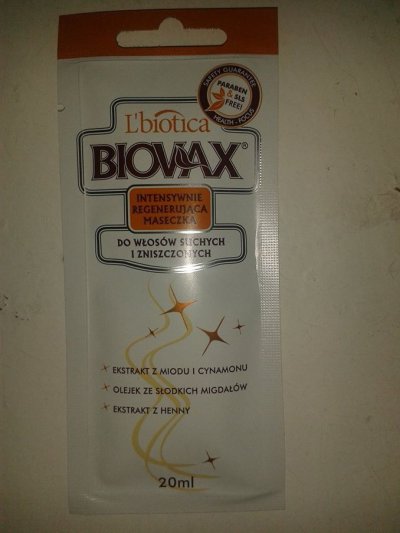 SAFETY GUARANTEE
PARABEN
& SLS
FREE!
HEALTH - FOCUS
L'biotica
BIOVAX®
INTENSYWNIE
REGENERUJĄCA
MASECZKA
DO WŁOSÓW SUCHYCH
I ZNISZCZONYCH
EKSTRAKT Z MIODU I CYNAMONU
OLEJEK ZE SŁODKICH MIGDAŁÓW
EKSTRAKT Z HENNY
20ml